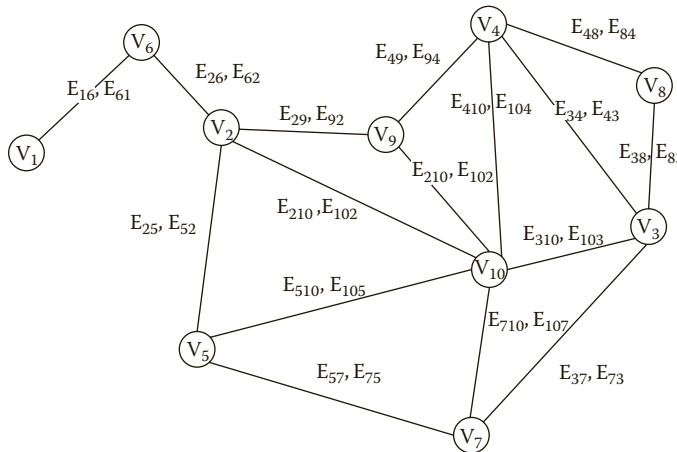 V4
E48, E84
V6
E49, E94
E26, E62
V8
E16, E61
E410, E104
E34, E43
E29, E92
V2
V9
V1
E38, E8
E210, E102
E210 ,E102
E25, E52
V3
E310, E103
V10
E510, E105
E710, E107
V5
E57, E75
E37, E73
V7